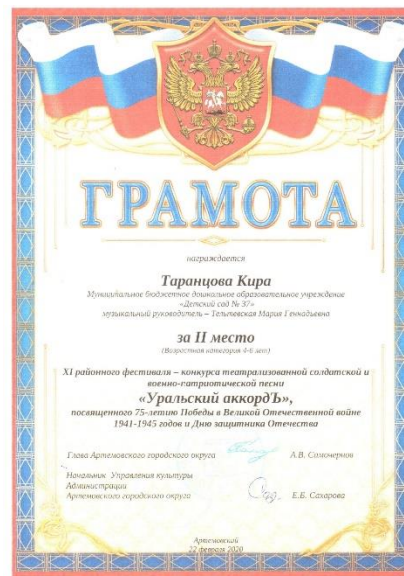 ГРАМОТА
награждается
Таранцова Кира
Муниципальное бюджетное дошкольное образовательное учреждение
«Детский сад № 37»
музыкальный руководитель – Мария Геннадьевна
за II место
(Возрастная категория 4-6 лет)
XI районного фестиваля – конкурса театрализованной солдатской и
военно-патриотической песни
«Уральский аккордЪ»,
посвященного 75-летию Победы в Великой Отечественной войне
1941-1945 годов и Дню защитника Отечества
Глава Артемовского городского округа А.В. Самочернов
Начальник Управления культуры
Администрации
Артемовского городского округа Е.Б. Сахарова
Артемовский
22 февраля 2020